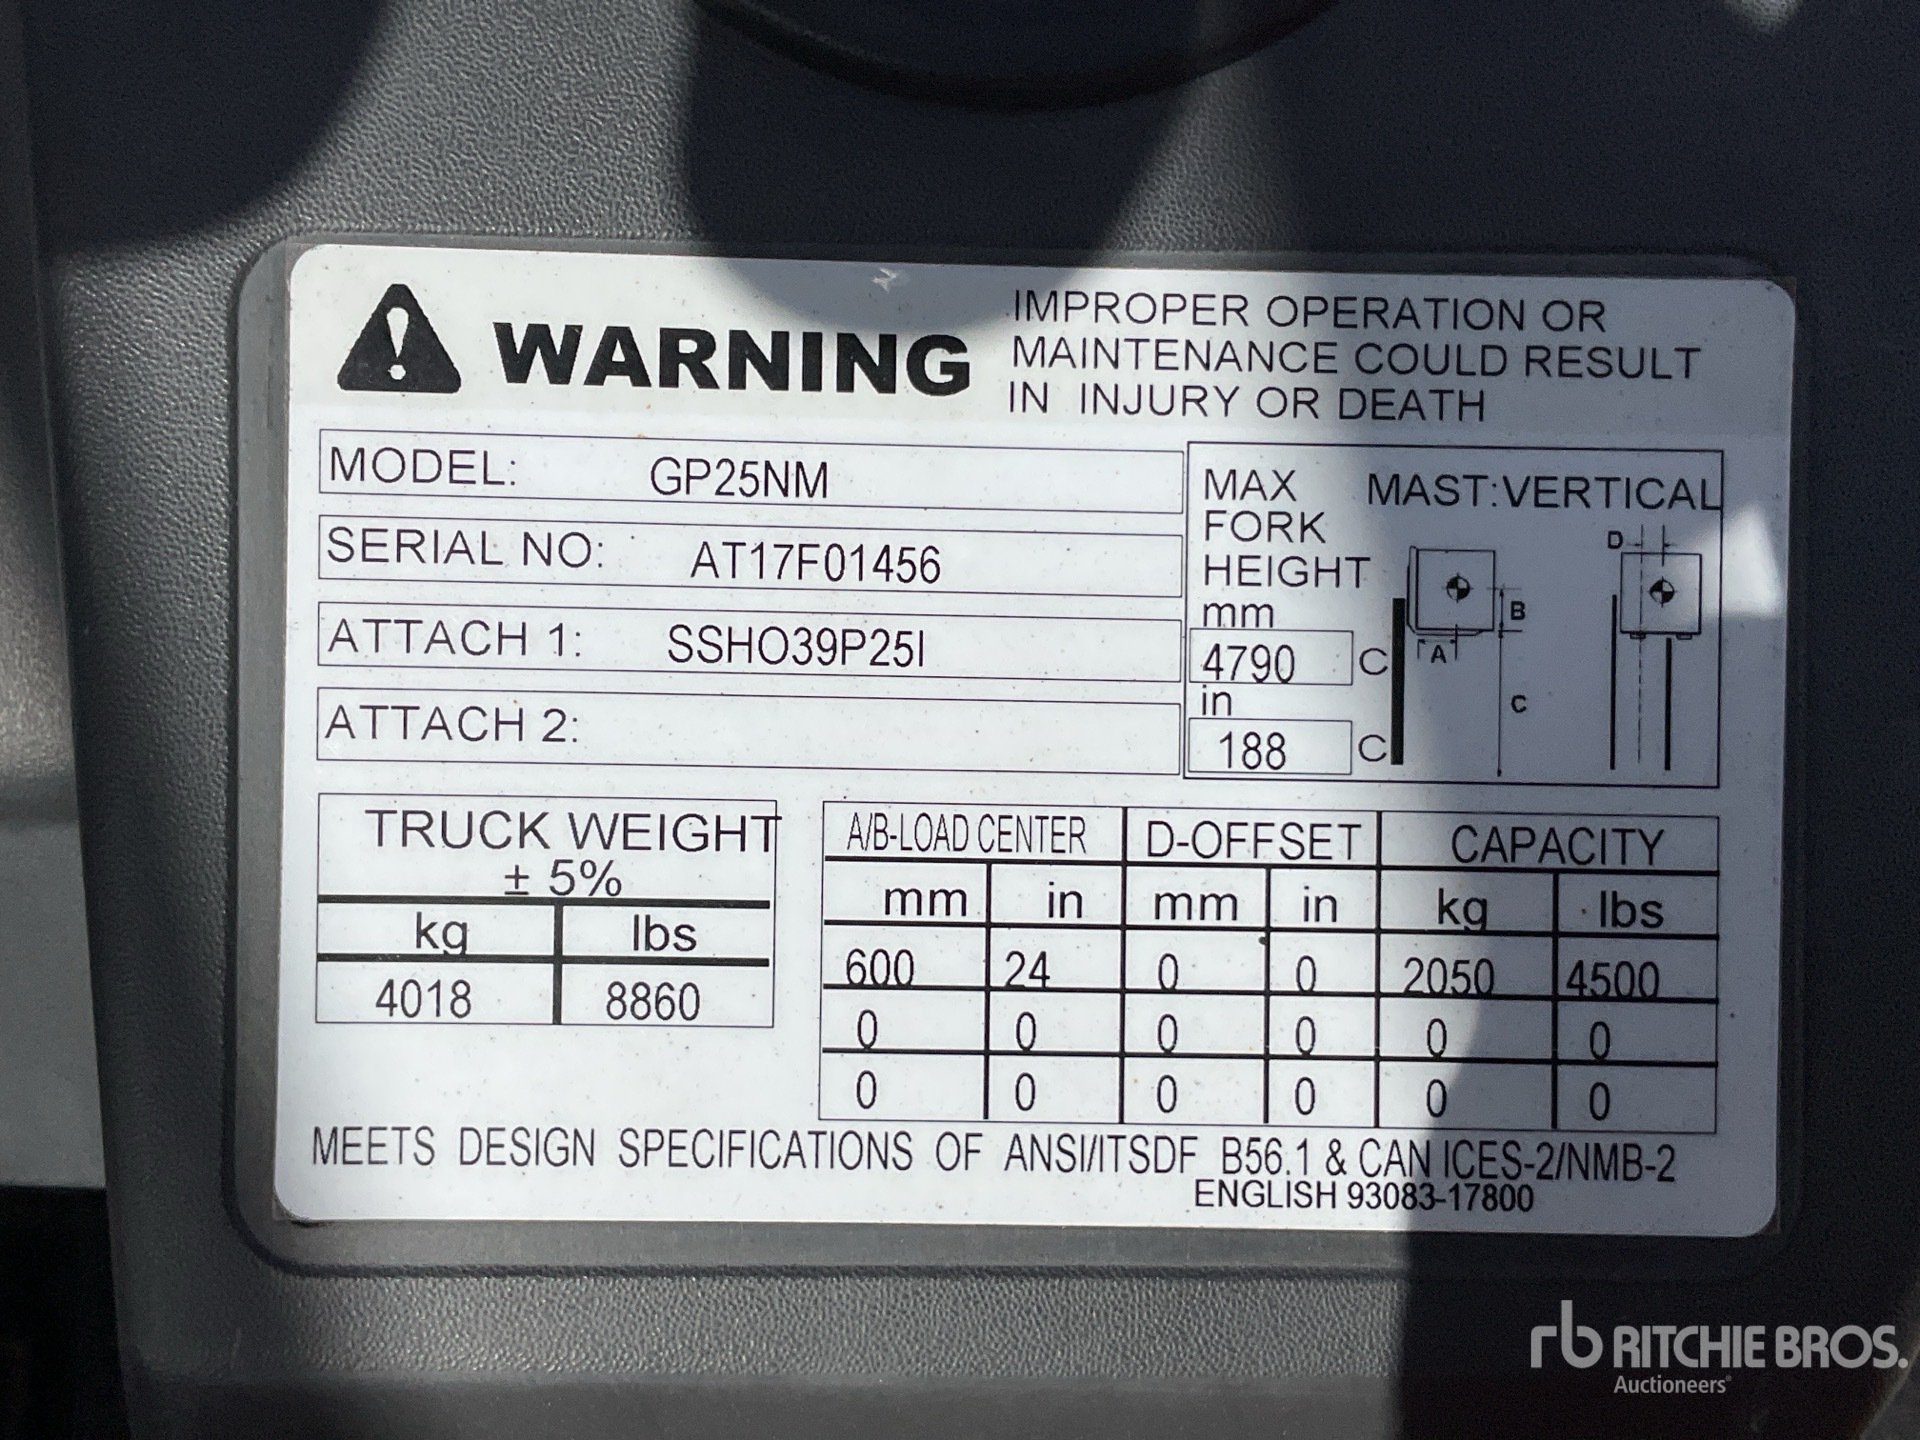 WARNING
IMPROPER OPERATION OR
MAINTENANCE COULD RESULT
IN INJURY OR DEATH
MODEL: GP25NM
SERIAL NO: AT17F01456
ATTACH 1: SSHO39P25I
ATTACH 2:
MAX
FORK
HEIGHT
mm
4790 C
in
188 C
MAST:VERTICAL
D
B
A
C
TRUCK WEIGHT
± 5%
kg lbs
4018 8860
A/B-LOAD CENTER D-OFFSET CAPACITY
mm in mm in kg lbs
600 24 0 0 2050 4500
0 0 0 0 0 0
0 0 0 0 0 0
MEETS DESIGN SPECIFICATIONS OF ANSI/ITSDF B56.1 & CAN ICES-2/NMB-2
ENGLISH 93083-17800
rb RITCHIE BROS.
Auctioneers